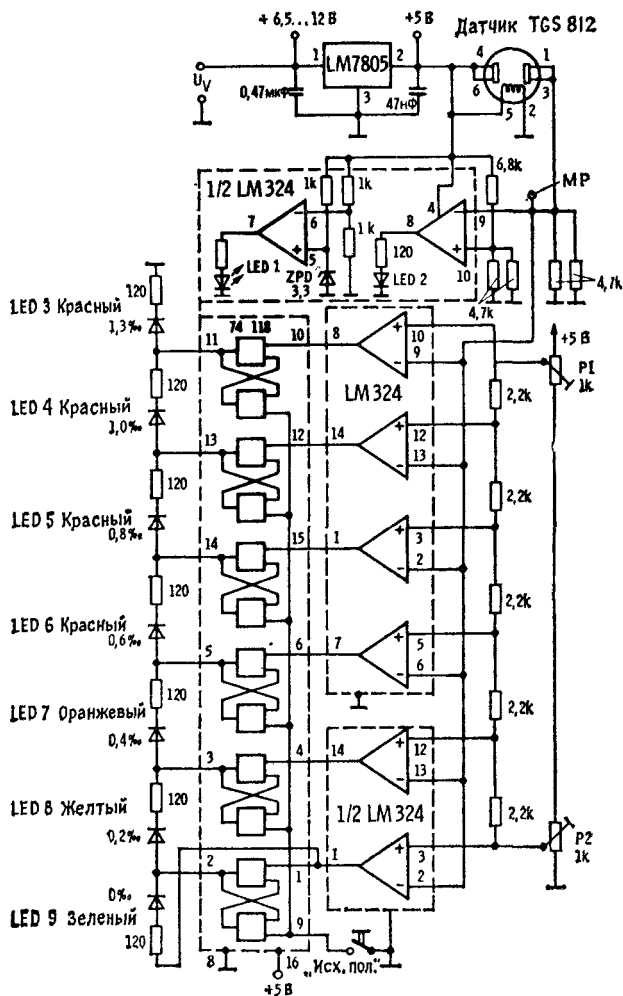 + 6,5...12 В
+5 В
Датчик TGS 812
1 LM7805 2
4 1
U_V
0,47мкФ
3
47нФ
6 3
5 2
1/2 LM 324
1k 1k
6,8k
МР
7 6
8 4 9
LED 1
+ 5
1 k
120
LED 2
+ 10
ZPD 3,3
4,7k
4,7k
120
LED 3 Красный
1,3‰
74 118
11 10 8
+ 10
- 9
LM 324
+5 В
P1
1k
120
2,2k
LED 4 Красный
1,0‰
13 12 14
+ 12
- 13
120
2,2k
LED 5 Красный
0,8‰
14 15 1
+ 3
- 2
120
2,2k
LED 6 Красный
0,6‰
5 6 7
+ 5
- 6
120
2,2k
LED 7 Оранжевый
0,4‰
3 4 14
+ 12
- 13
120
2,2k
LED 8 Желтый
0,2‰
1/2 LM 324
P2
1k
2 1 1
+ 3
- 2
0‰
LED 9 Зеленый
120
9
8 16
+5 В
"Исх. пол."